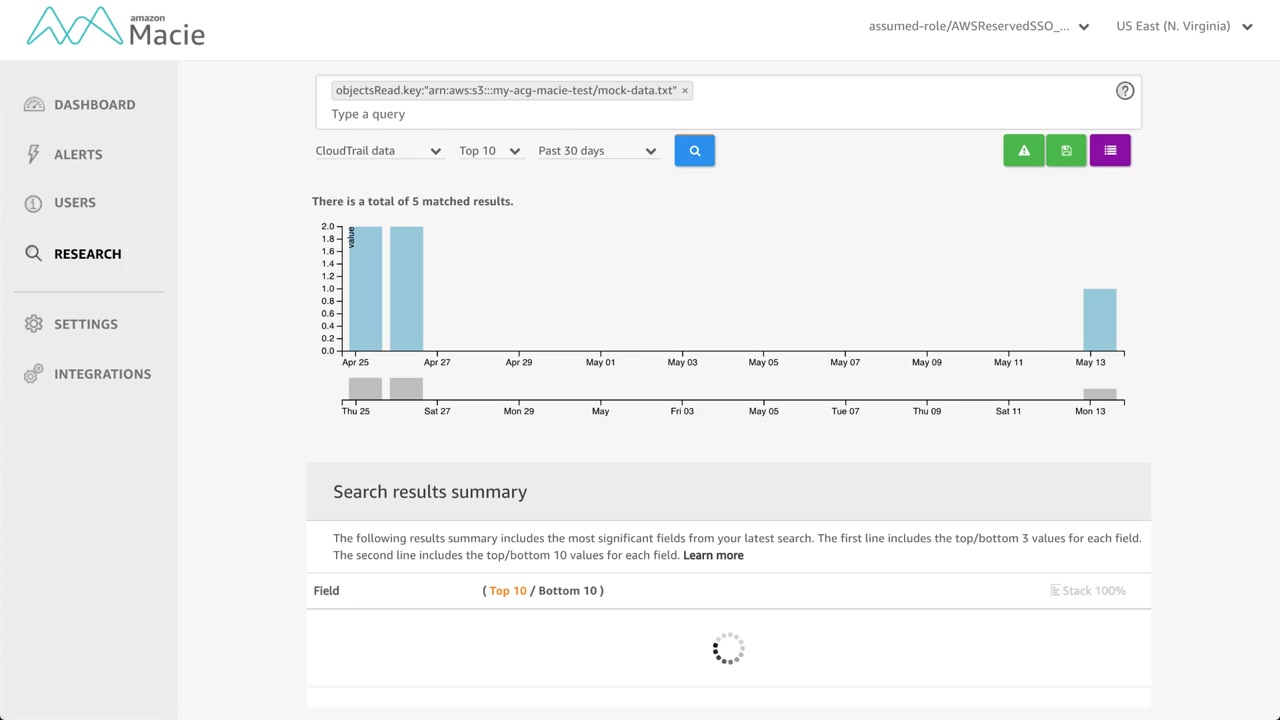 amazon
Macie
assumed-role/AWSReservedSSO_...
US East (N. Virginia)
DASHBOARD
ALERTS
USERS
RESEARCH
SETTINGS
INTEGRATIONS
objectsRead.key:"arn:aws:s3:::my-acg-macie-test/mock-data.txt" ×
Type a query
?
CloudTrail data
Top 10
Past 30 days
There is a total of 5 matched results.
value
2.0
1.8
1.6
1.4
1.2
1.0
0.8
0.6
0.4
0.2
0.0
Apr 25 Apr 27 Apr 29 May 01 May 03 May 05 May 07 May 09 May 11 May 13
Thu 25 Sat 27 Mon 29 May Fri 03 May 05 Tue 07 Thu 09 Sat 11 Mon 13
Search results summary
The following results summary includes the most significant fields from your latest search. The first line includes the top/bottom 3 values for each field.
The second line includes the top/bottom 10 values for each field. Learn more
Field
( Top 10 / Bottom 10 )
Stack 100%